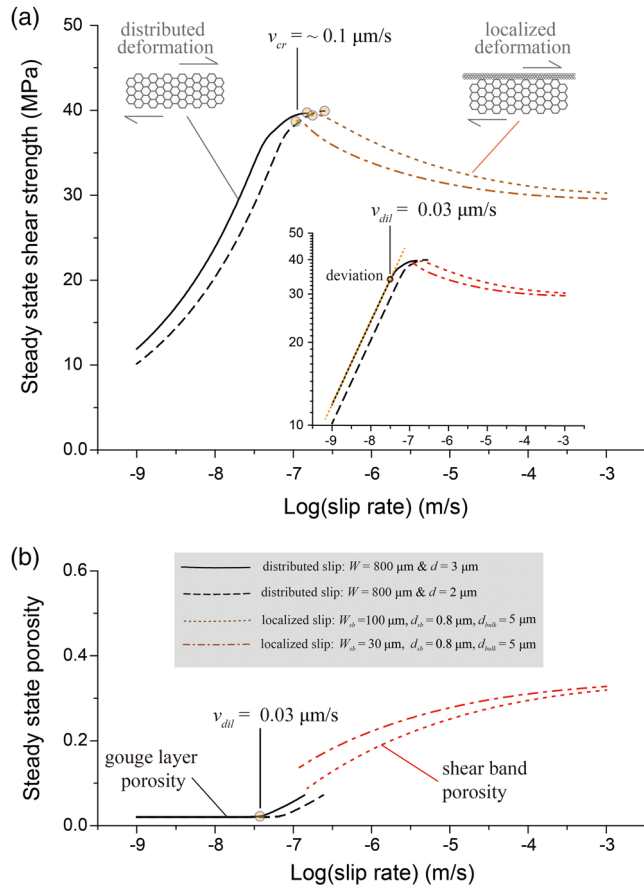 (a)
distributed
deformation
v_cr = ~ 0.1 μm/s
localized
deformation
Steady state shear strength (MPa)
50
40
30
20
10
0.0
v_dil = 0.03 μm/s
deviation
50
40
30
20
10
-9 -8 -7 -6 -5 -4 -3
-9 -8 -7 -6 -5 -4 -3
Log(slip rate) (m/s)
(b)
Steady state porosity
0.6
0.4
0.2
0.0
distributed slip: W = 800 μm & d = 3 μm
distributed slip: W = 800 μm & d = 2 μm
localized slip: W_sb = 100 μm, d_sb = 0.8 μm, d_bulk = 5 μm
localized slip: W_sb = 30 μm, d_sb = 0.8 μm, d_bulk = 5 μm
v_dil = 0.03 μm/s
gouge layer
porosity
shear band
porosity
-9 -8 -7 -6 -5 -4 -3
Log(slip rate) (m/s)